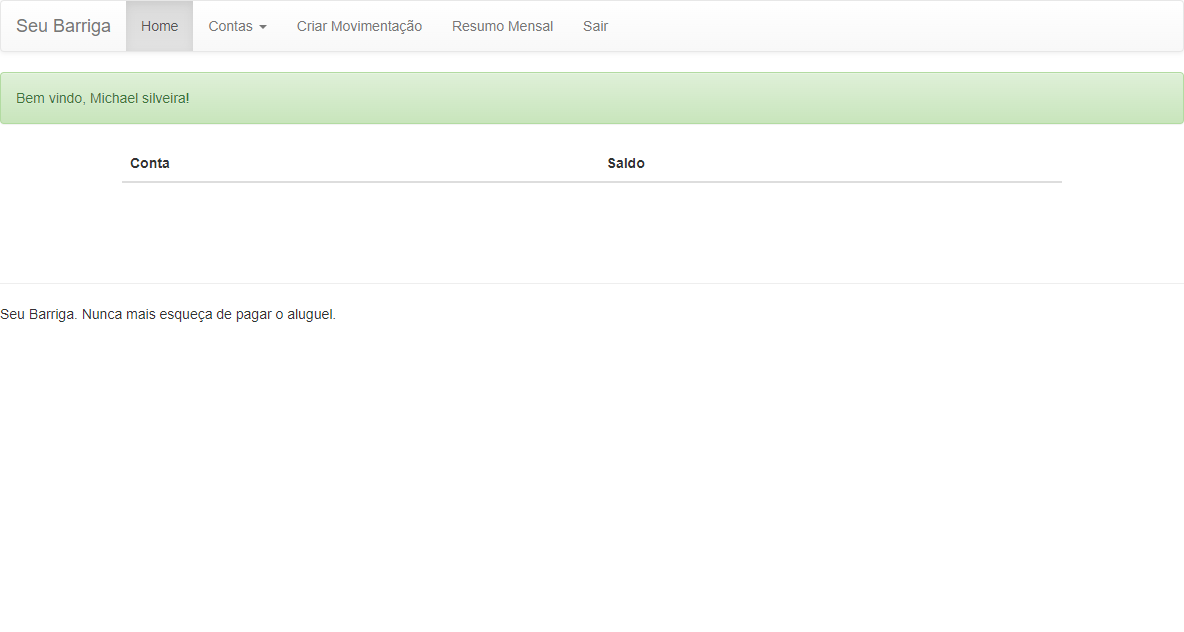 Seu Barriga Home Contas Criar Movimentação Resumo Mensal Sair
Bem vindo, Michael silveira!
Conta Saldo
Seu Barriga. Nunca mais esqueça de pagar o aluguel.